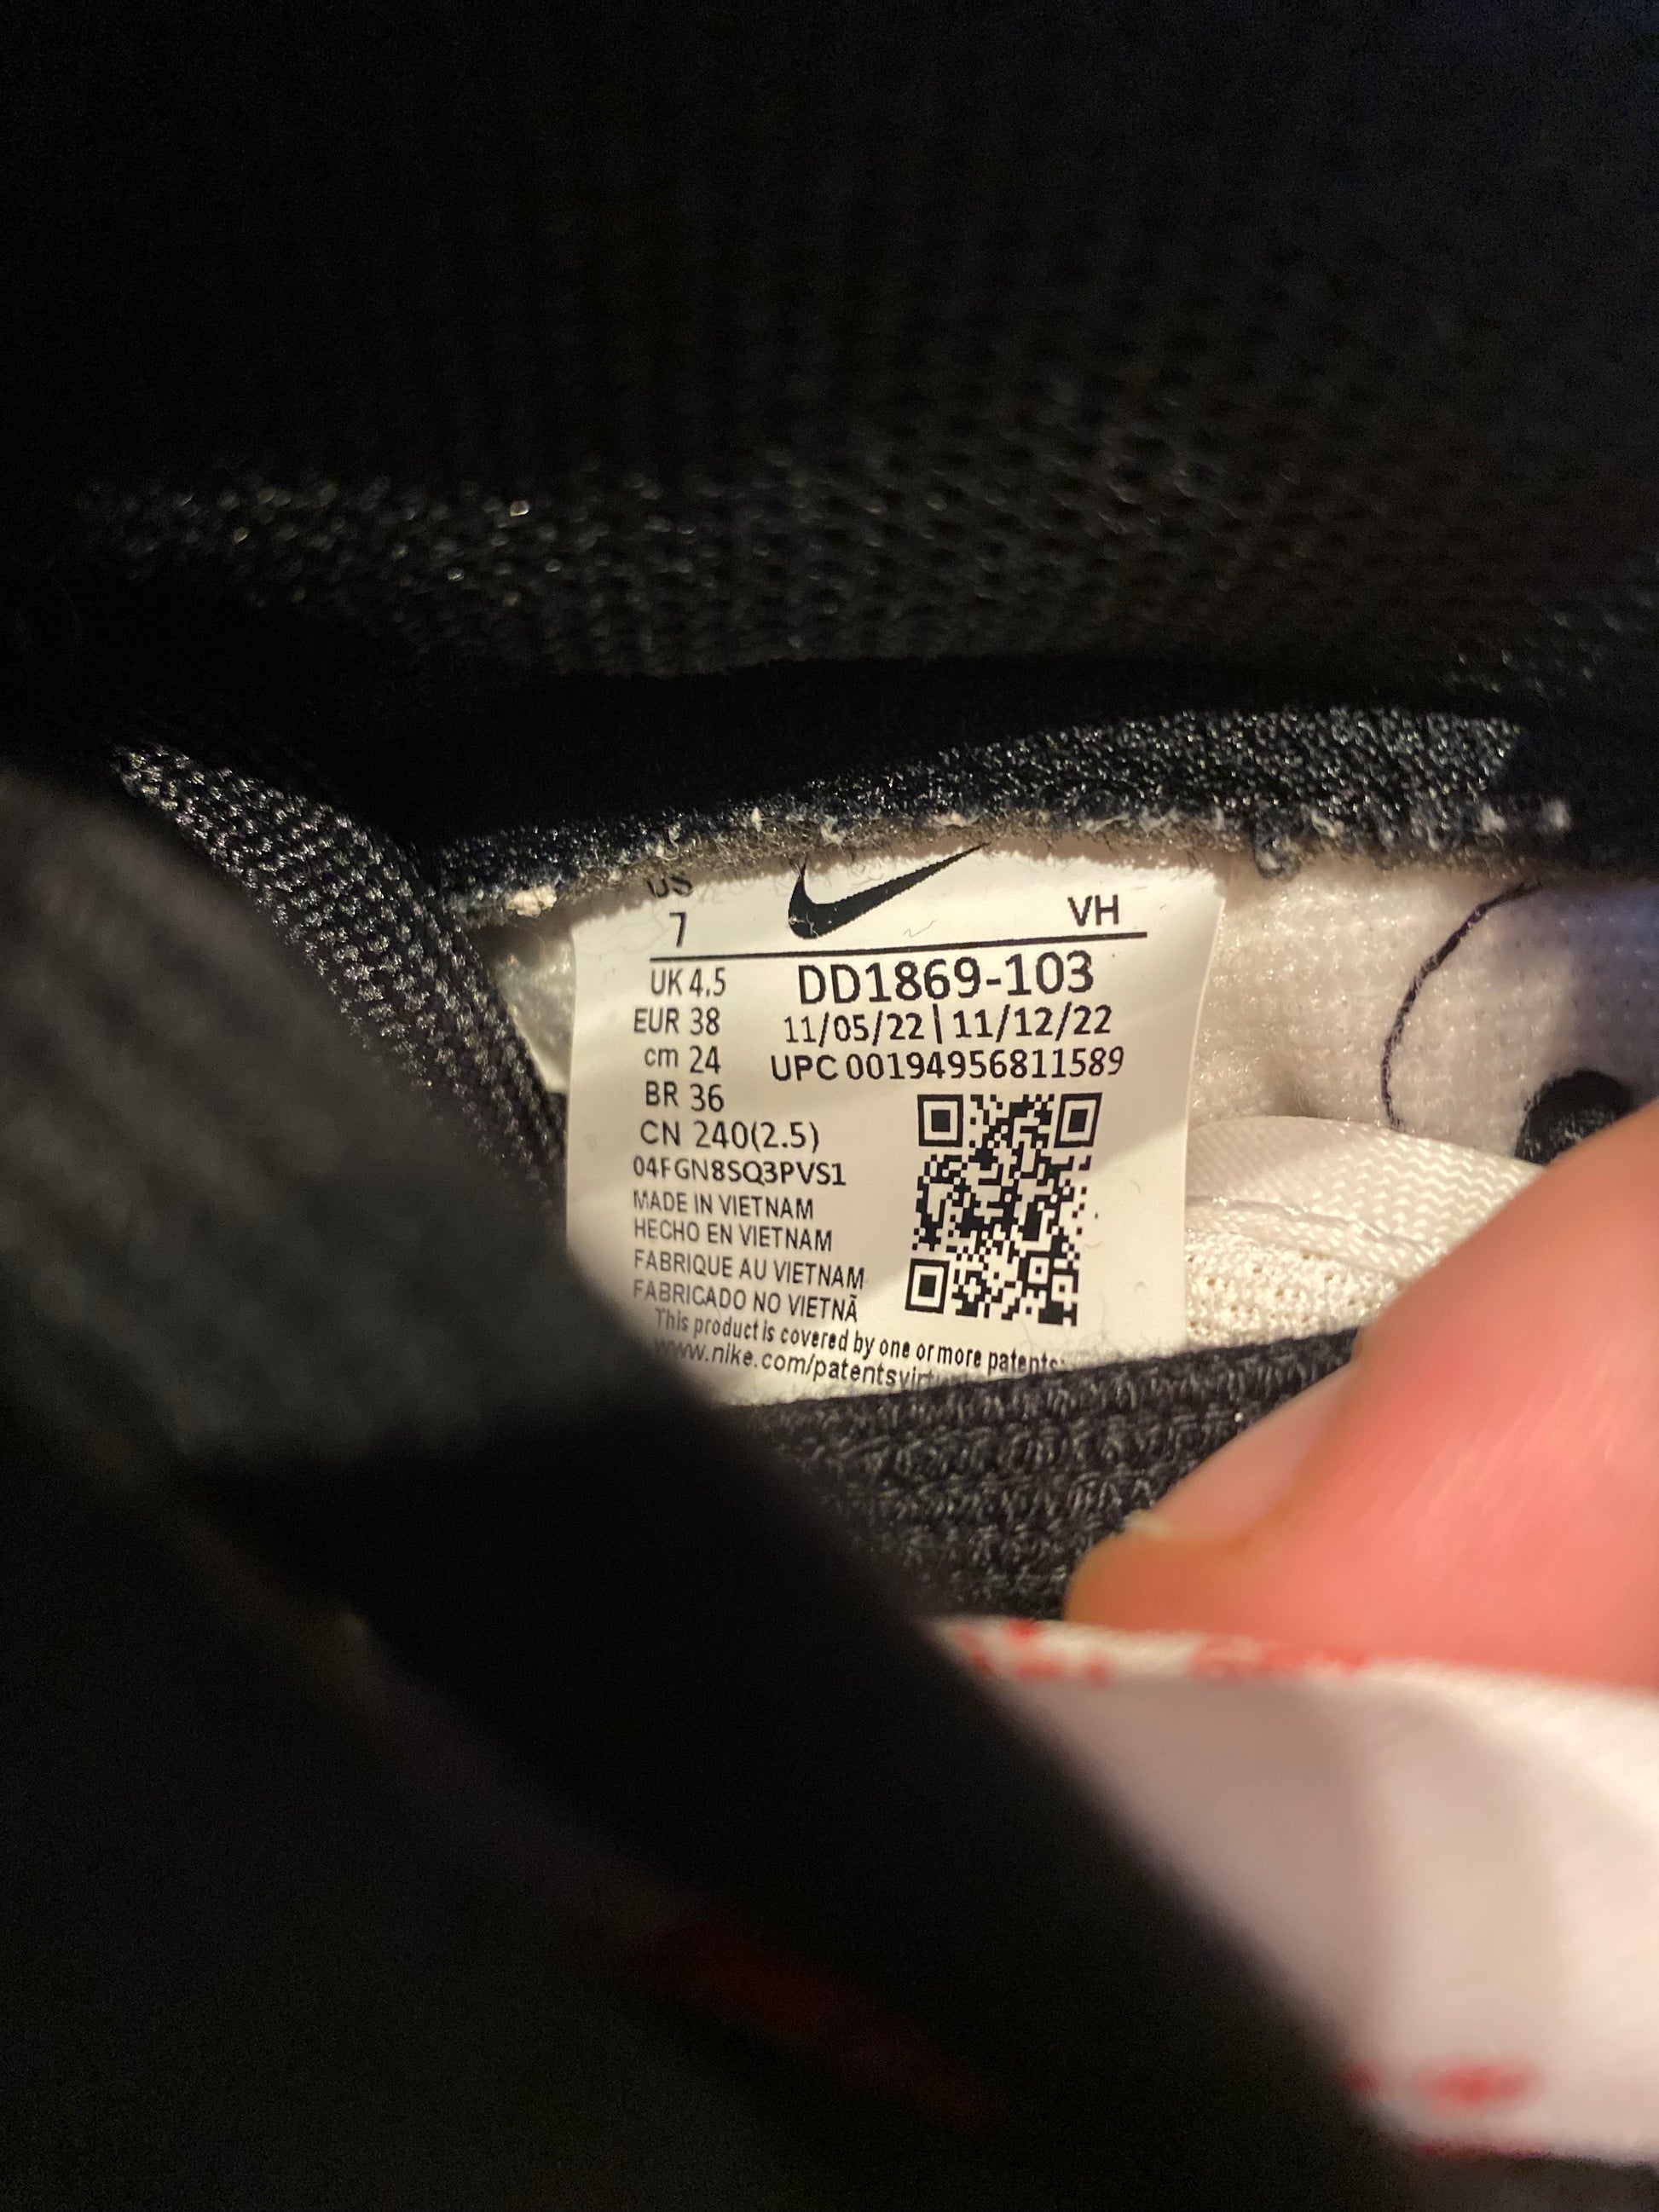 US
7
VH
UK 4.5
DD1869-103
EUR 38
11/05/22 | 11/12/22
cm 24
UPC 00194956811589
BR 36
CN 240(2.5)
04FGN8SQ3PVS1
MADE IN VIETNAM
HECHO EN VIETNAM
FABRIQUE AU VIETNAM
FABRICADO NO VIETNÃ
This product is covered by one or more patents:
www.nike.com/patents